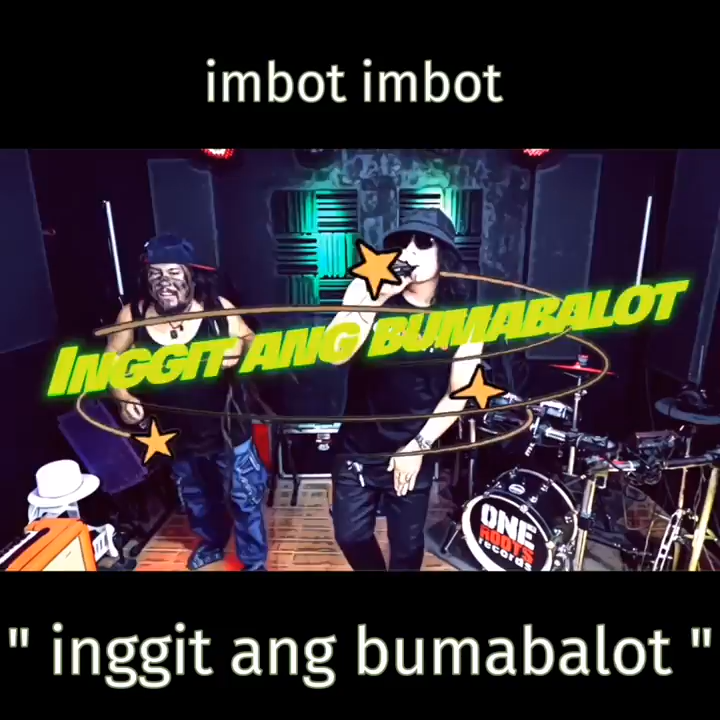 imbot imbot
INGGIT ANG BUMABALOT
ONE
ROOTS
records
" inggit ang bumabalot "